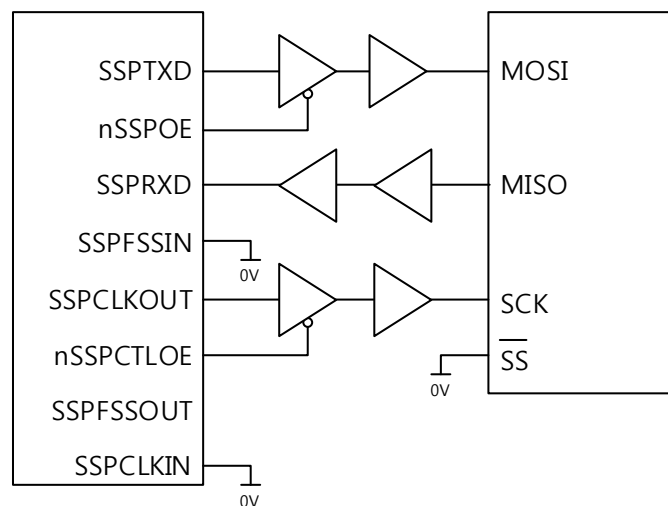 SSPTXD
MOSI
nSSPOE
SSPRXD
MISO
SSPFSSIN
0V
SSPCLKOUT
SCK
nSSPCTLOE
SS
0V
SSPFSSOUT
SSPCLKIN
0V